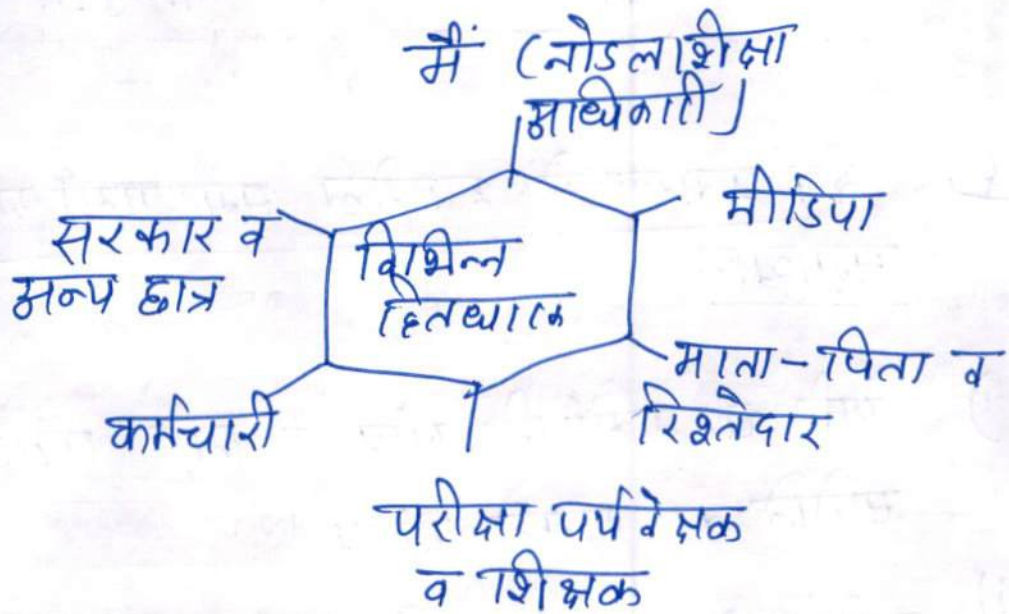 मैं (नोडल शिक्षा
अधिकारी)
मीडिया
सरकार व
अन्य छात्र
विभिन्न
हितधारक
माता-पिता व
रिश्तेदार
कर्मचारी
परीक्षा पर्यवेक्षक
व शिक्षक